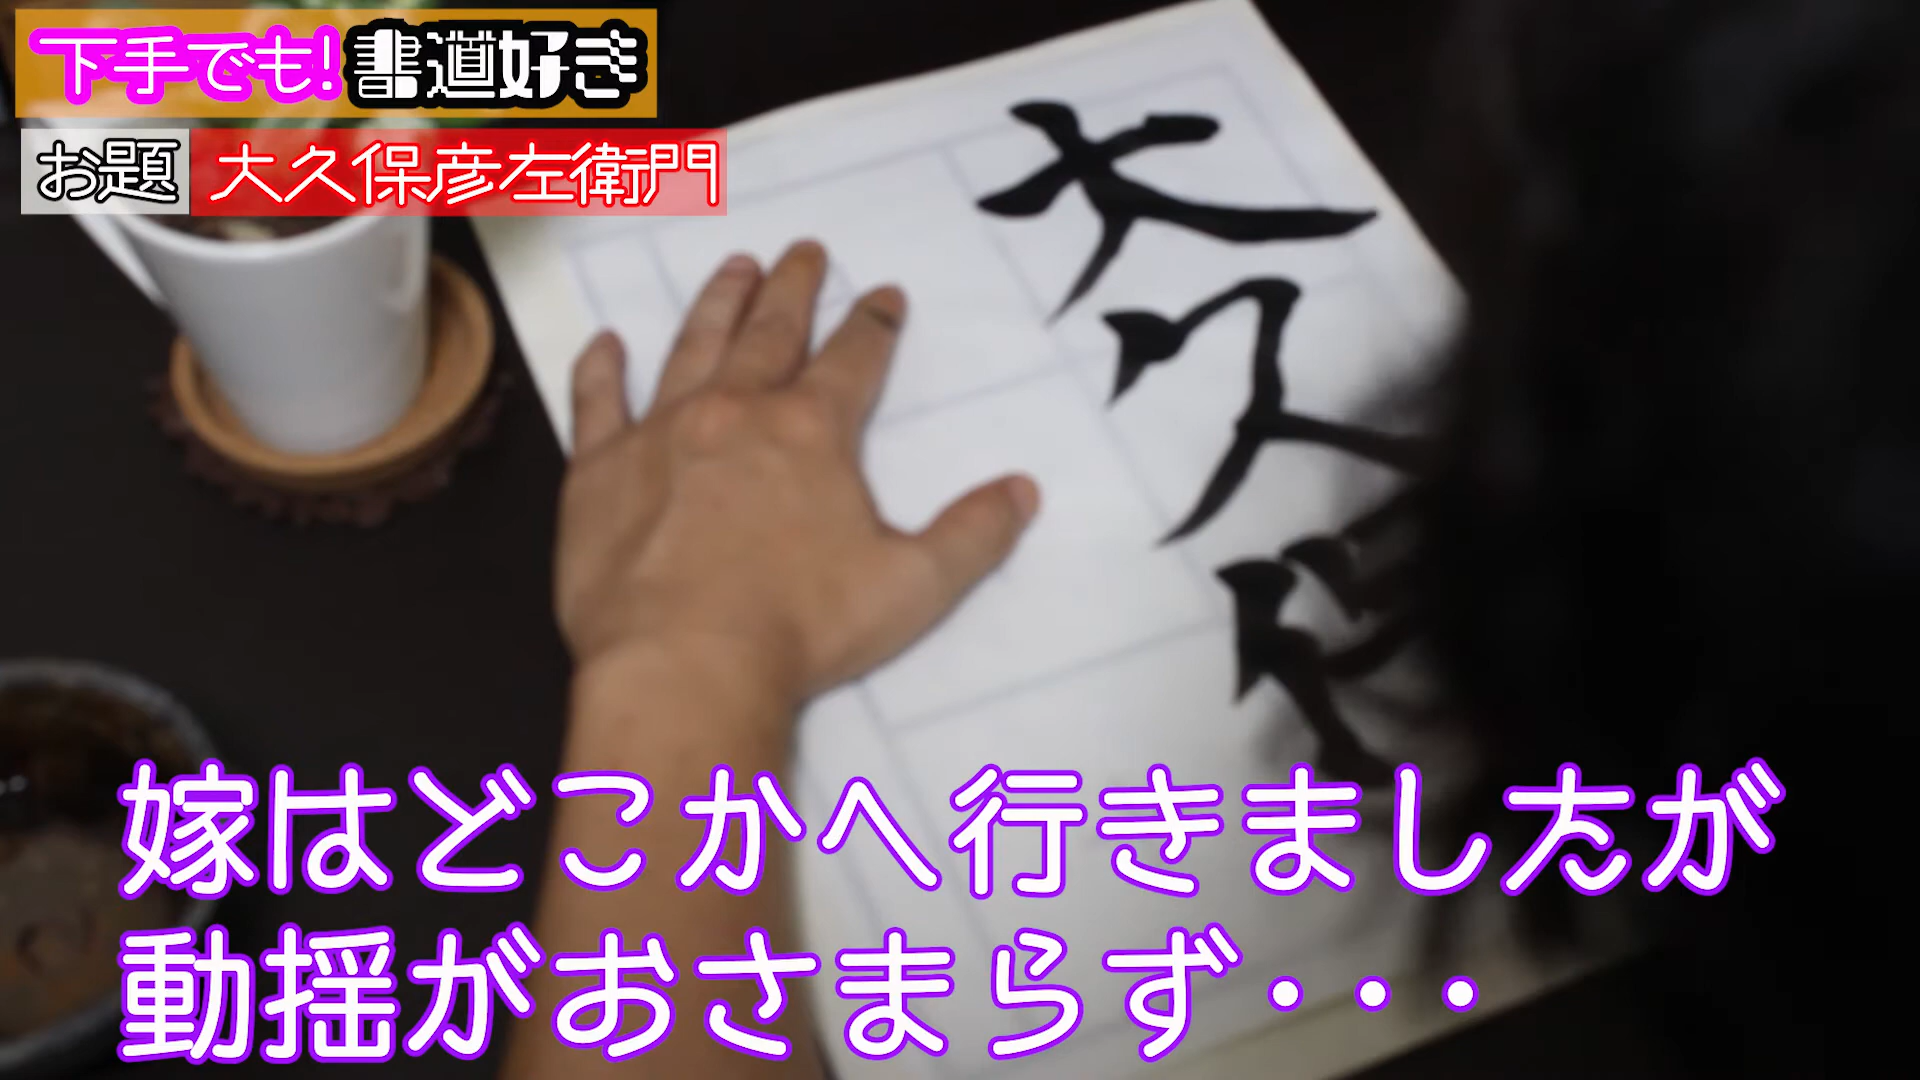 下手でも!書道好き
お題 大久保彦左衛門
大久保
嫁はどこかへ行きましたが
動揺がおさまらず・・・